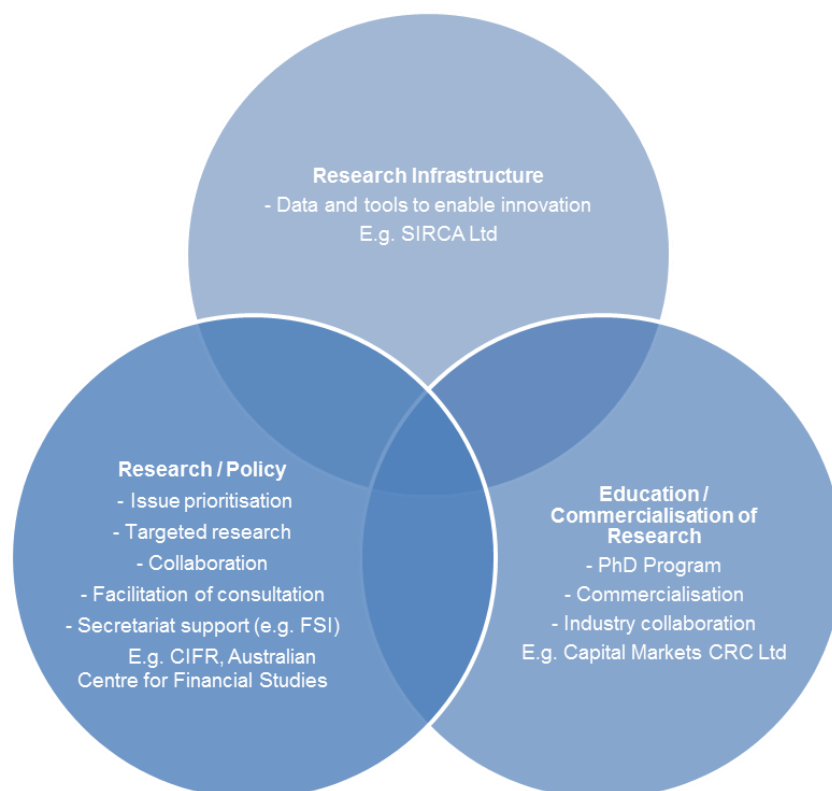 Research Infrastructure
- Data and tools to enable innovation
E.g. SIRCA Ltd
Research / Policy
- Issue prioritisation
- Targeted research
- Collaboration
- Facilitation of consultation
- Secretariat support (e.g. FSI)
E.g. CIFR, Australian
Centre for Financial Studies
Education /
Commercialisation of
Research
- PhD Program
- Commercialisation
- Industry collaboration
E.g. Capital Markets CRC Ltd